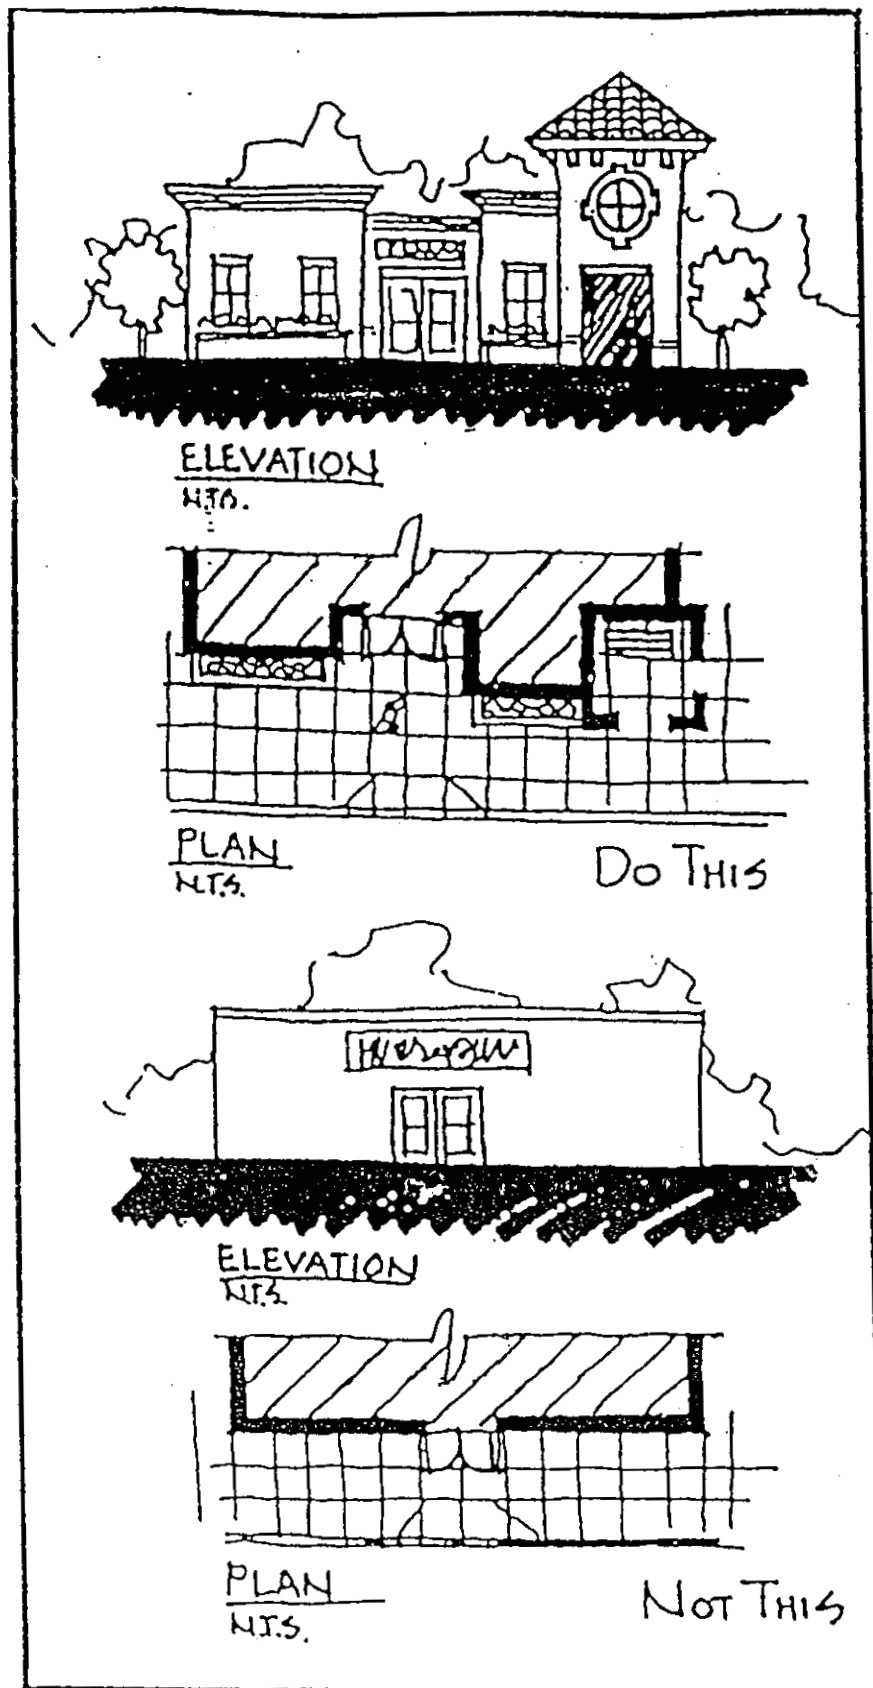 ELEVATION
N.T.S.
PLAN
N.T.S.
DO THIS
ELEVATION
N.T.S.
PLAN
N.T.S.
NOT THIS